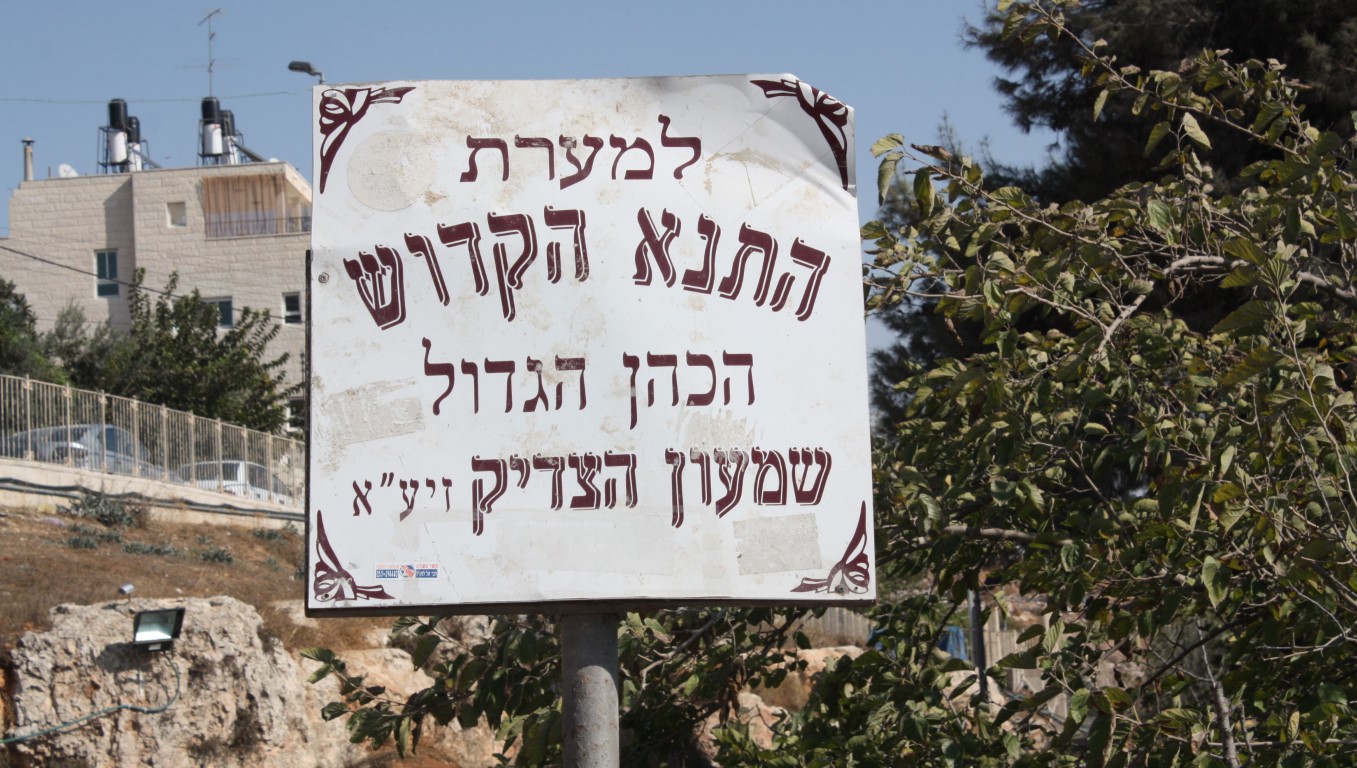 למערת
התנא הקדוש
הכהן הגדול
שמעון הצדיק זיע״א